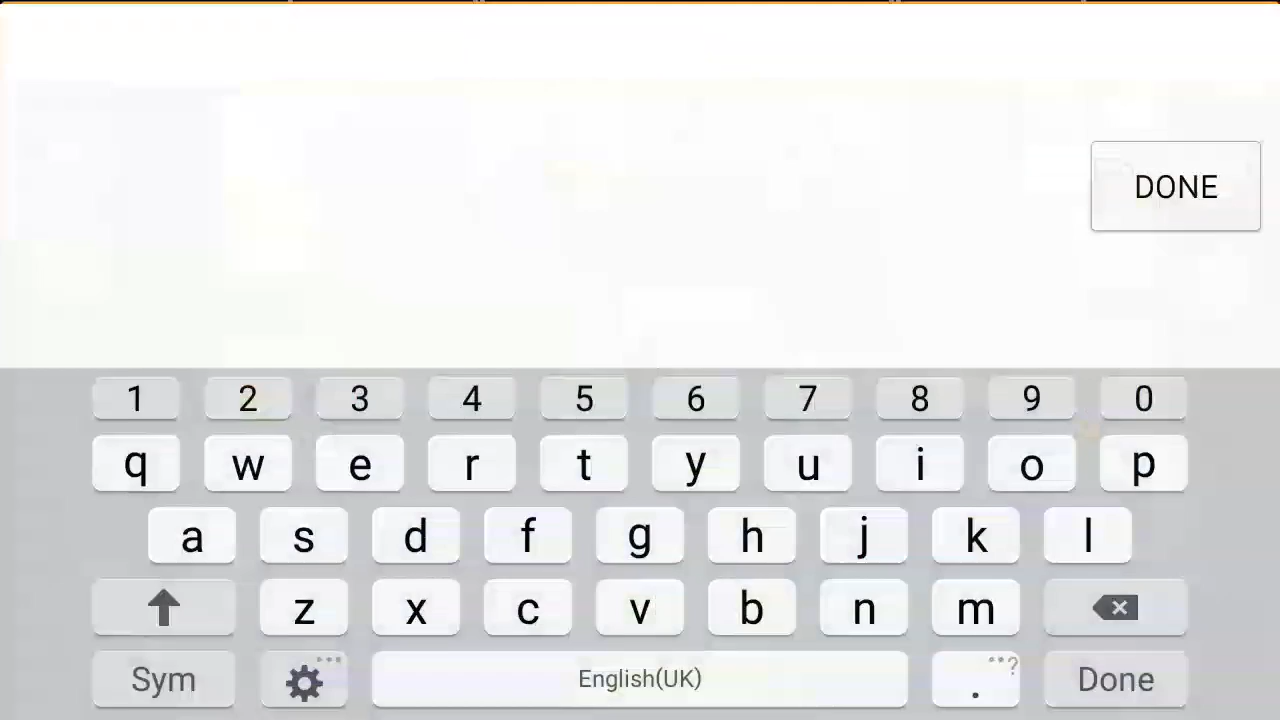 DONE
1 2 3 4 5 6 7 8 9 0
q w e r t y u i o p
a s d f g h j k l
z x c v b n m
Sym English(UK) ...? . Done